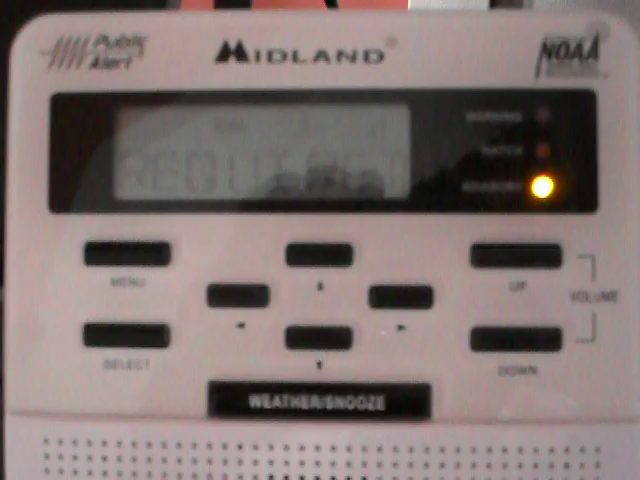 Public
Alert
MIDLAND
NOAA
WARNING
WATCH
ADVISORY
MENU
UP
VOLUME
SELECT
DOWN
WEATHER/SNOOZE